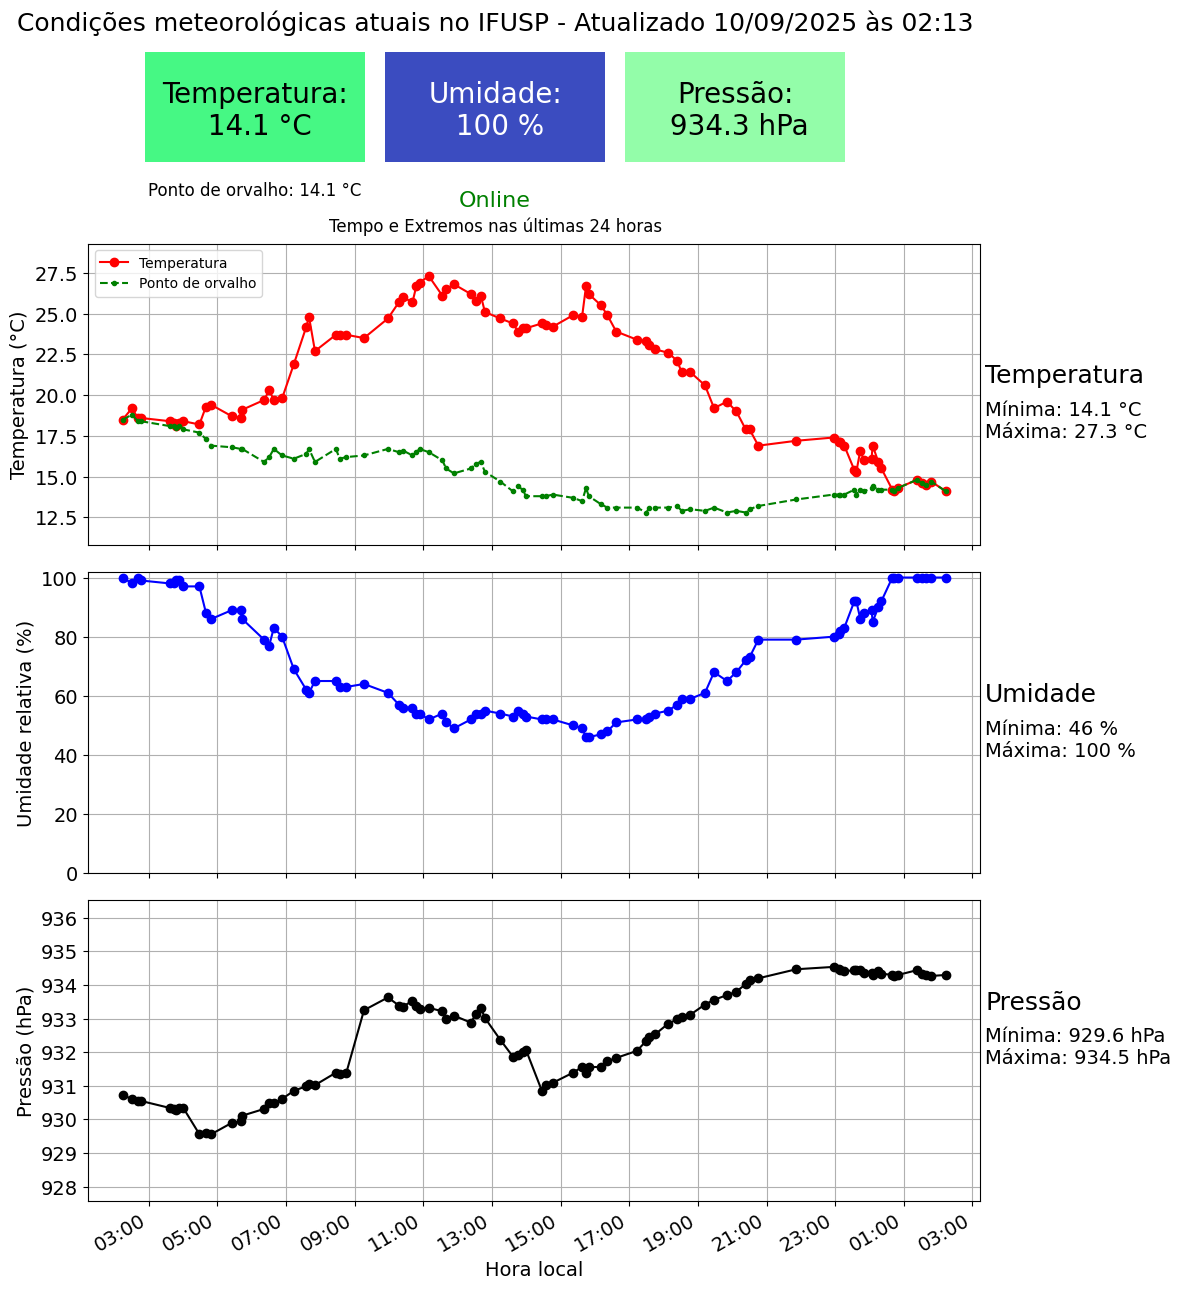 Condições meteorológicas atuais no IFUSP - Atualizado 10/09/2025 às 02:13
Temperatura:
14.1 °C
Umidade:
100 %
Pressão:
934.3 hPa
Ponto de orvalho: 14.1 °C
Online
Tempo e Extremos nas últimas 24 horas
Temperatura
Ponto de orvalho
Temperatura (°C)
27.5
25.0
22.5
20.0
17.5
15.0
12.5
Temperatura
Mínima: 14.1 °C
Máxima: 27.3 °C
Umidade relativa (%)
100
80
60
40
20
0
Umidade
Mínima: 46 %
Máxima: 100 %
Pressão (hPa)
936
935
934
933
932
931
930
929
928
Pressão
Mínima: 929.6 hPa
Máxima: 934.5 hPa
03:00
05:00
07:00
09:00
11:00
13:00
15:00
17:00
19:00
21:00
23:00
01:00
03:00
Hora local